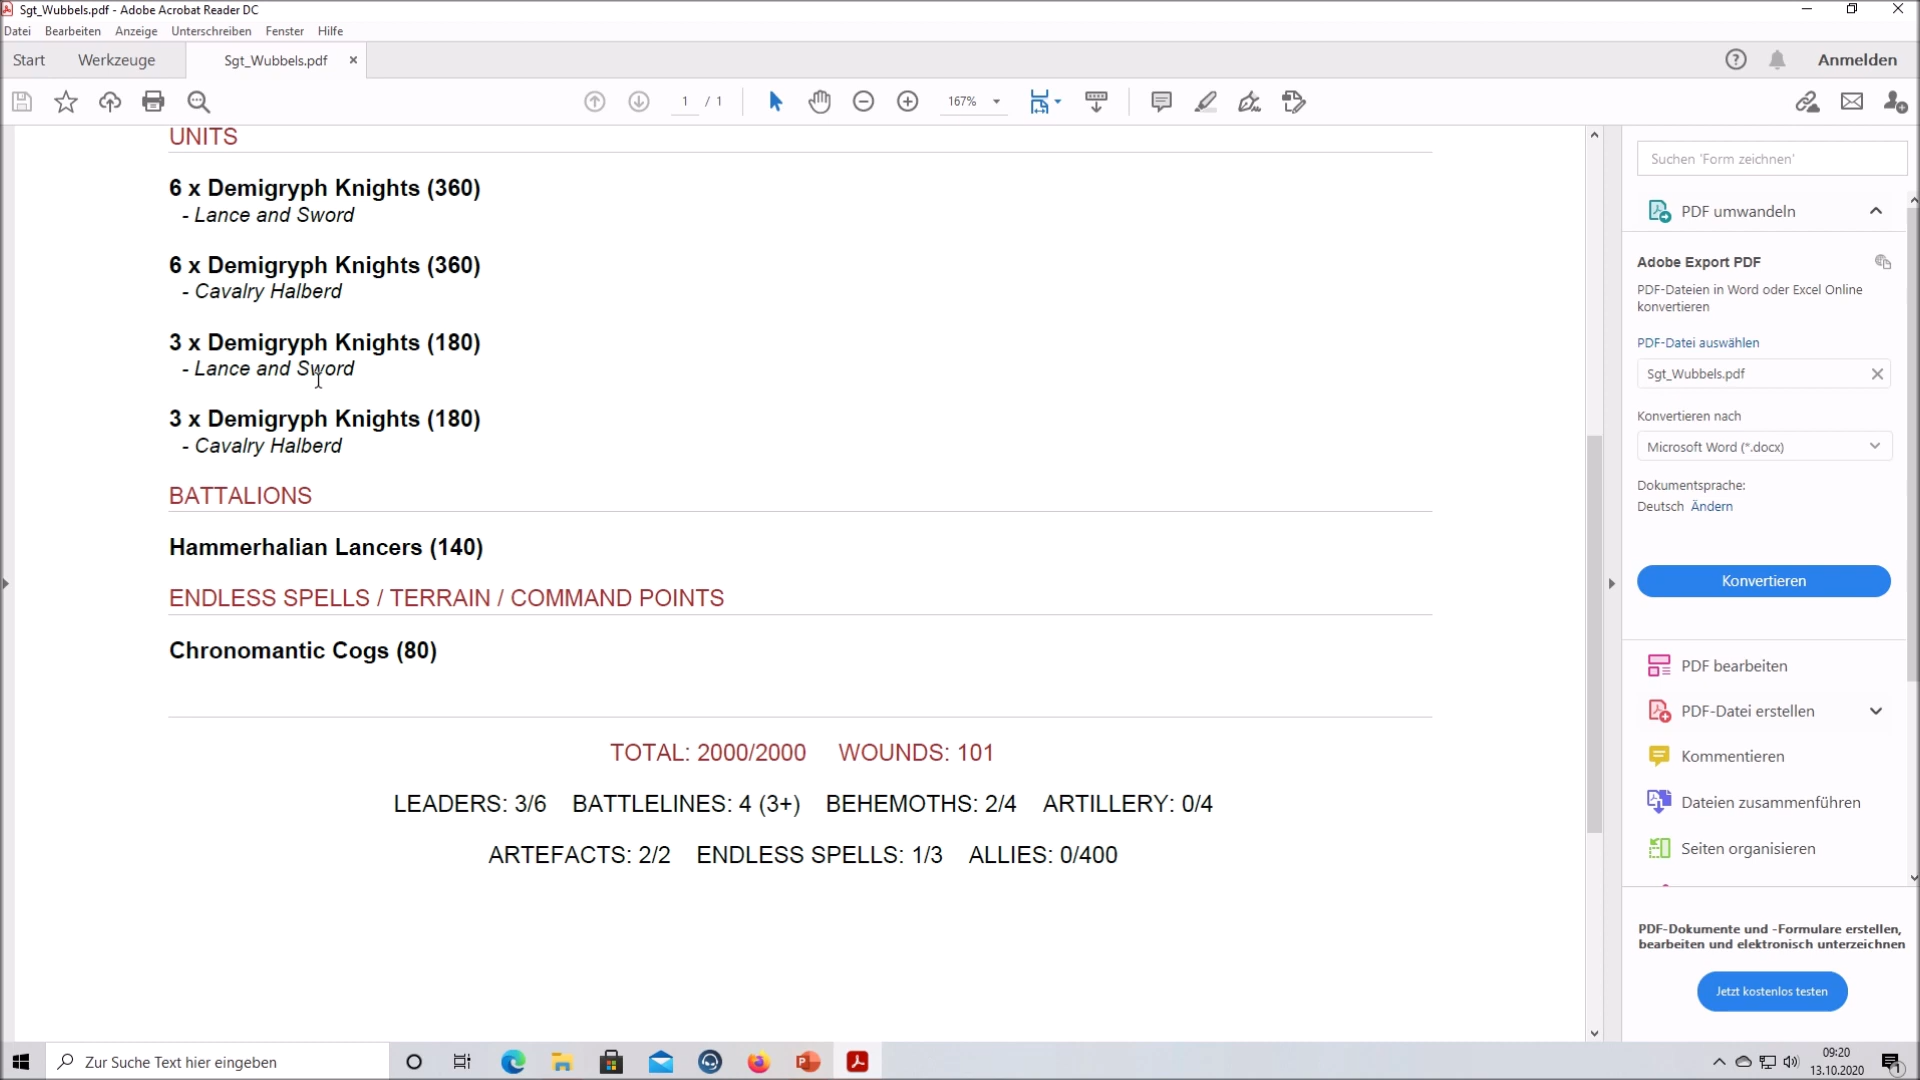 Sgt_Wubbels.pdf - Adobe Acrobat Reader DC
Datei Bearbeiten Anzeige Unterschreiben Fenster Hilfe
Start Werkzeuge Sgt_Wubbels.pdf Anmelden
1 / 1 167%
UNITS
6 x Demigryph Knights (360)
- Lance and Sword
6 x Demigryph Knights (360)
- Cavalry Halberd
3 x Demigryph Knights (180)
- Lance and Sword
3 x Demigryph Knights (180)
- Cavalry Halberd
BATTALIONS
Hammerhalian Lancers (140)
ENDLESS SPELLS / TERRAIN / COMMAND POINTS
Chronomantic Cogs (80)
TOTAL: 2000/2000 WOUNDS: 101
LEADERS: 3/6 BATTLELINES: 4 (3+) BEHEMOTHS: 2/4 ARTILLERY: 0/4
ARTEFACTS: 2/2 ENDLESS SPELLS: 1/3 ALLIES: 0/400
Suchen 'Form zeichnen'
PDF umwandeln
Adobe Export PDF
PDF-Dateien in Word oder Excel Online
konvertieren
PDF-Datei auswählen
Sgt_Wubbels.pdf
Konvertieren nach
Microsoft Word (*.docx)
Dokumentsprache:
Deutsch Ändern
Konvertieren
PDF bearbeiten
PDF-Datei erstellen
Kommentieren
Dateien zusammenführen
Seiten organisieren
PDF-Dokumente und -Formulare erstellen,
bearbeiten und elektronisch unterzeichnen
Jetzt kostenlos testen
Zur Suche Text hier eingeben
09:20
13.10.2020
1